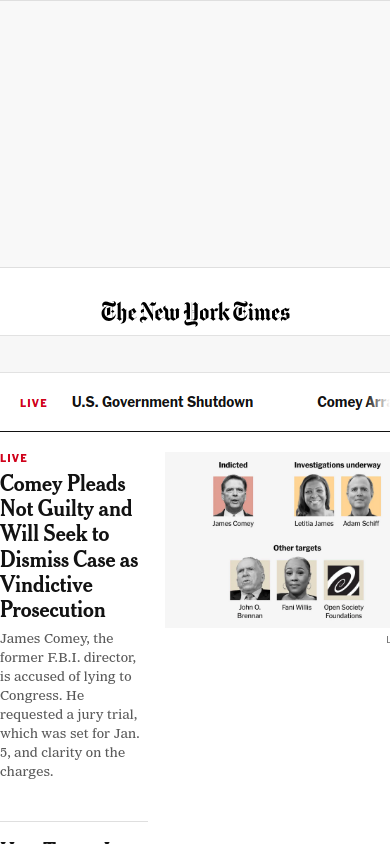 The New York Times
LIVE
U.S. Government Shutdown
Comey Arr
LIVE
Comey Pleads
Not Guilty and
Will Seek to
Dismiss Case as
Vindictive
Prosecution
James Comey, the
former F.B.I. director,
is accused of lying to
Congress. He
requested a jury trial,
which was set for Jan.
5, and clarity on the
charges.
Indicted
Investigations underway
James Comey
Letitia James
Adam Schiff
Other targets
John O.
Brennan
Fani Willis
Open Society
Foundations